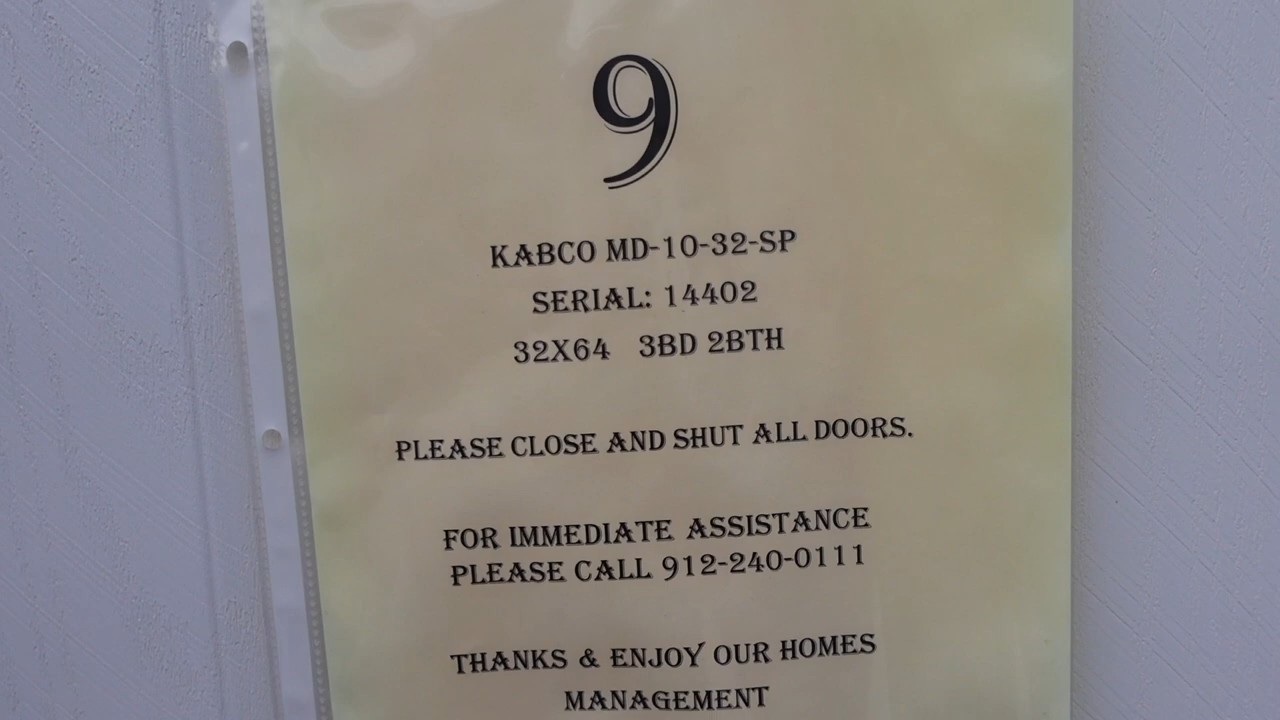 9
KABCO MD-10-32-SP
SERIAL: 14402
32X64 3BD 2BTH
PLEASE CLOSE AND SHUT ALL DOORS.
FOR IMMEDIATE ASSISTANCE
PLEASE CALL 912-240-0111
THANKS & ENJOY OUR HOMES
MANAGEMENT